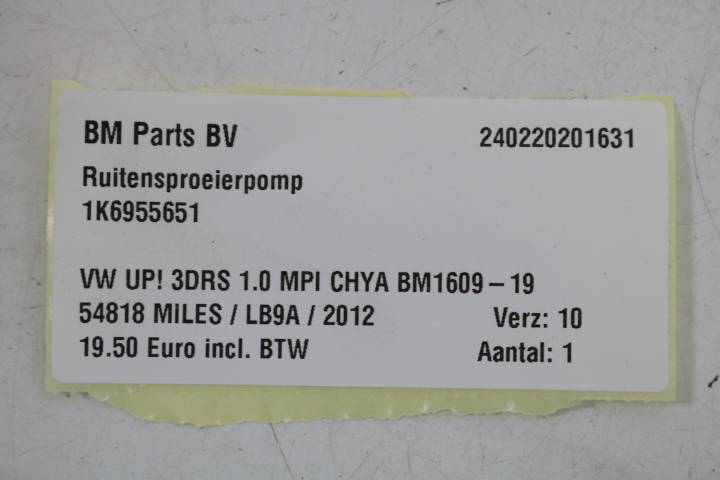 BM Parts BV 240220201631
Ruitensproeierpomp
1K6955651
VW UP! 3DRS 1.0 MPI CHYA BM1609 – 19
54818 MILES / LB9A / 2012 Verz: 10
19.50 Euro incl. BTW Aantal: 1